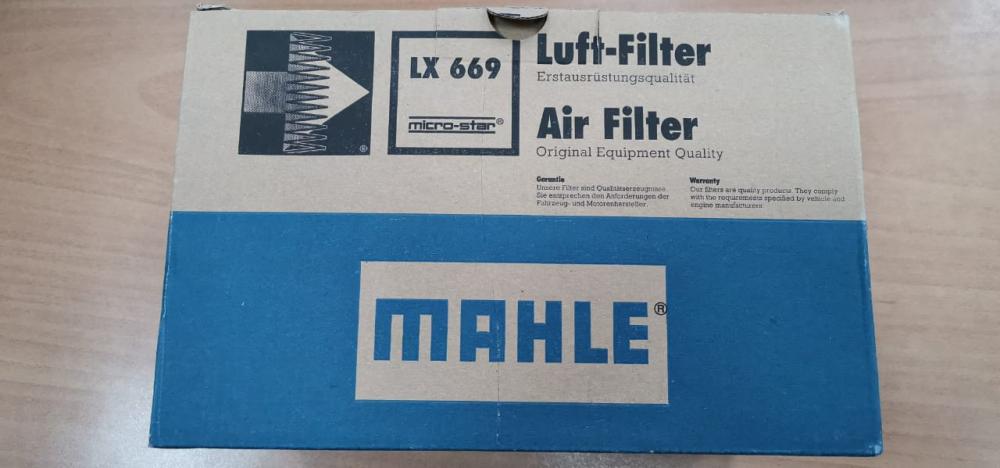 LX 669
micro-star®
Luft-Filter
Erstausrüstungsqualität
Air Filter
Original Equipment Quality
Garantie
Unsere Filter sind Qualitätserzeugnisse.
Sie entsprechen den Anforderungen der
Fahrzeug- und Motorenhersteller.
Warranty
Our filters are quality products. They comply
with the requirements specified by vehicle and
engine manufacturers.
®
MAHLE®